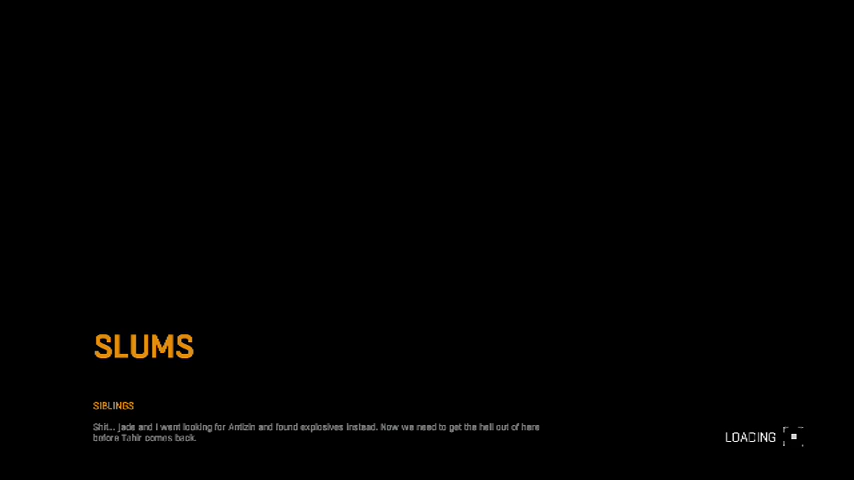 SLUMS
SIBLINGS
Shit... Jade and I went looking for Antizin and found explosives instead. Now we need to get the hell out of here
before Tahir comes back.
LOADING